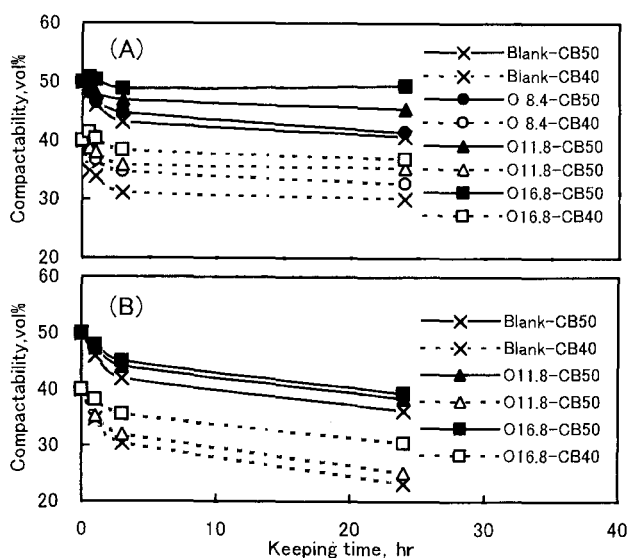 60
(A)
Compactability,vol%
50
40
30
20
Blank-CB50
Blank-CB40
O 8.4-CB50
O 8.4-CB40
O11.8-CB50
O11.8-CB50
O16.8-CB50
O16.8-CB40
60
(B)
Compactability,vol%
50
40
30
20
Blank-CB50
Blank-CB40
O11.8-CB50
O11.8-CB50
O16.8-CB50
O16.8-CB40
0
10
20
30
40
Keeping time, hr